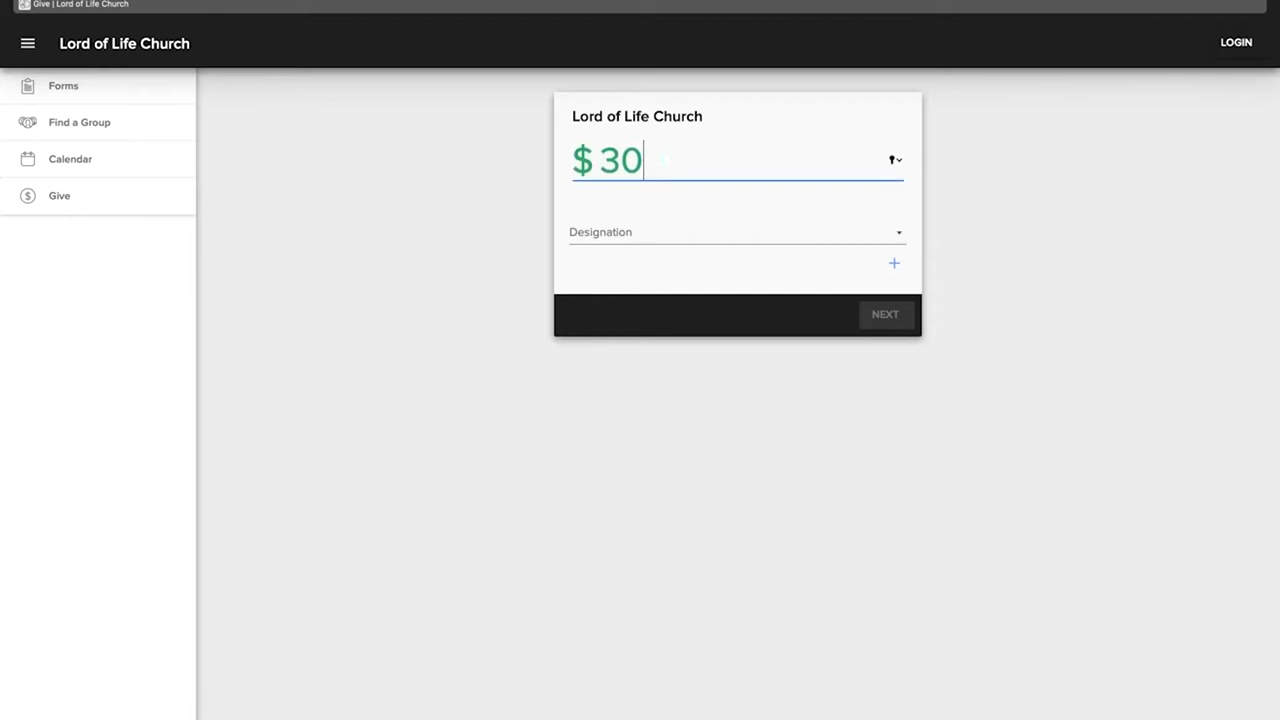 Give | Lord of Life Church
Lord of Life Church
LOGIN
Forms
Find a Group
Calendar
Give
Lord of Life Church
$ 30
Designation
+
NEXT